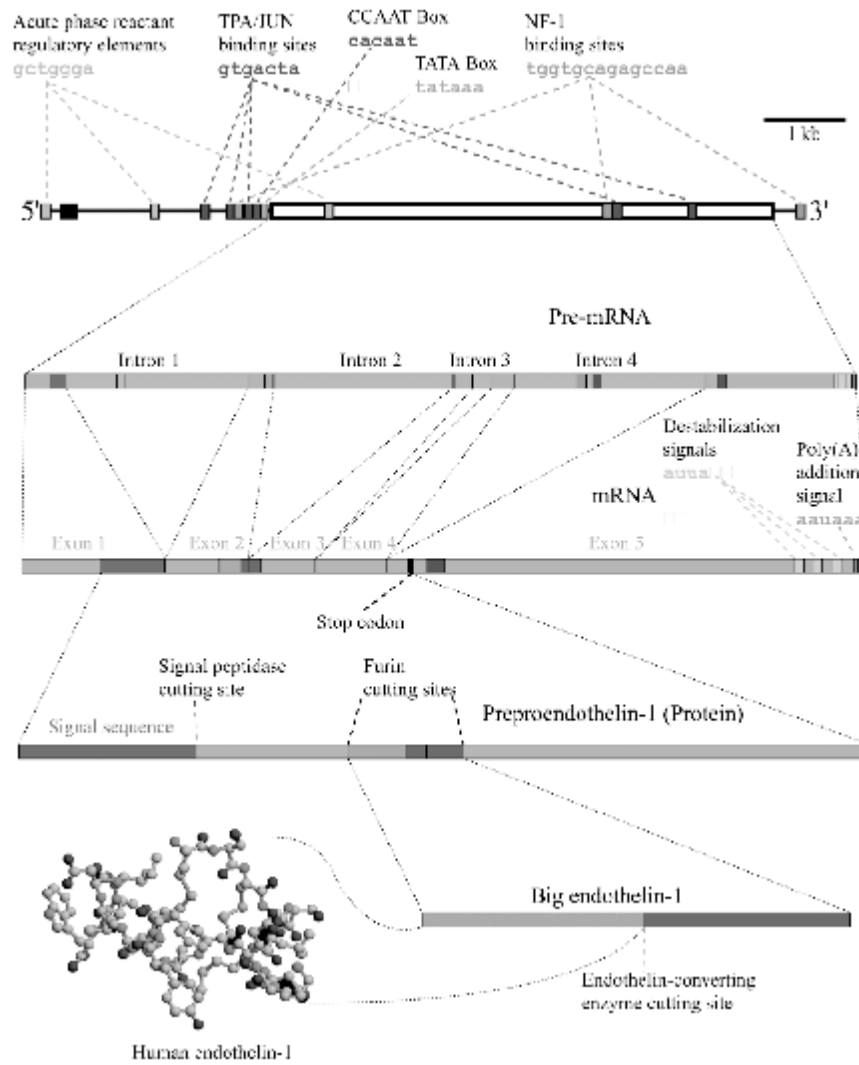 Acute phase reactant
regulatory elements
gctggga
TPA/JUN
binding sites
gtgacta
CCAAT Box
cacaat
TATA Box
tataaa
NF-1
binding sites
tggtgcagagccaa
1 kb
5'
3'
Pre-mRNA
Intron 1
Intron 2
Intron 3
Intron 4
Destabilization
signals
Poly(A)
addition
signal
aauaaa
mRNA
Exon 1
Exon 2
Exon 3
Exon 4
Exon 5
Stop codon
Signal peptidase
cutting site
Furin
cutting sites
Preproendothelin-1 (Protein)
Signal sequence
Big endothelin-1
Endothelin-converting
enzyme cutting site
Human endothelin-1